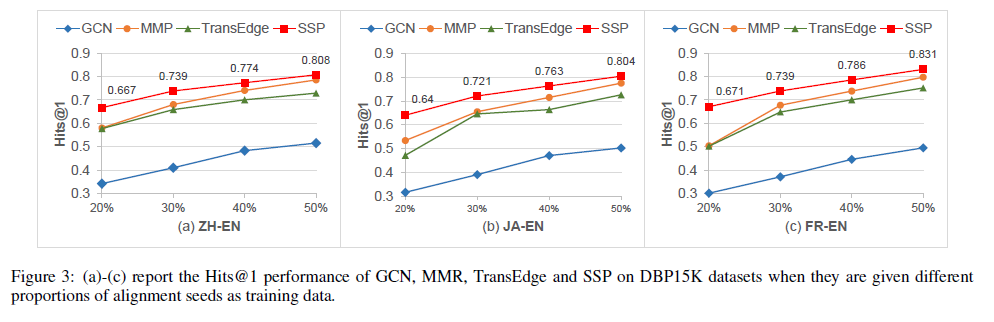 GCN MMP TransEdge SSP
0.9
0.8
0.7
0.6
0.5
0.4
0.3
Hits@1
0.667
0.739
0.774
0.808
20% 30% 40% 50%
(a) ZH-EN
GCN MMP TransEdge SSP
0.9
0.8
0.7
0.6
0.5
0.4
0.3
Hits@1
0.64
0.721
0.763
0.804
20% 30% 40% 50%
(b) JA-EN
GCN MMP TransEdge SSP
0.9
0.8
0.7
0.6
0.5
0.4
0.3
Hits@1
0.671
0.739
0.786
0.831
20% 30% 40% 50%
(c) FR-EN
Figure 3: (a)-(c) report the Hits@1 performance of GCN, MMR, TransEdge and SSP on DBP15K datasets when they are given different
proportions of alignment seeds as training data.